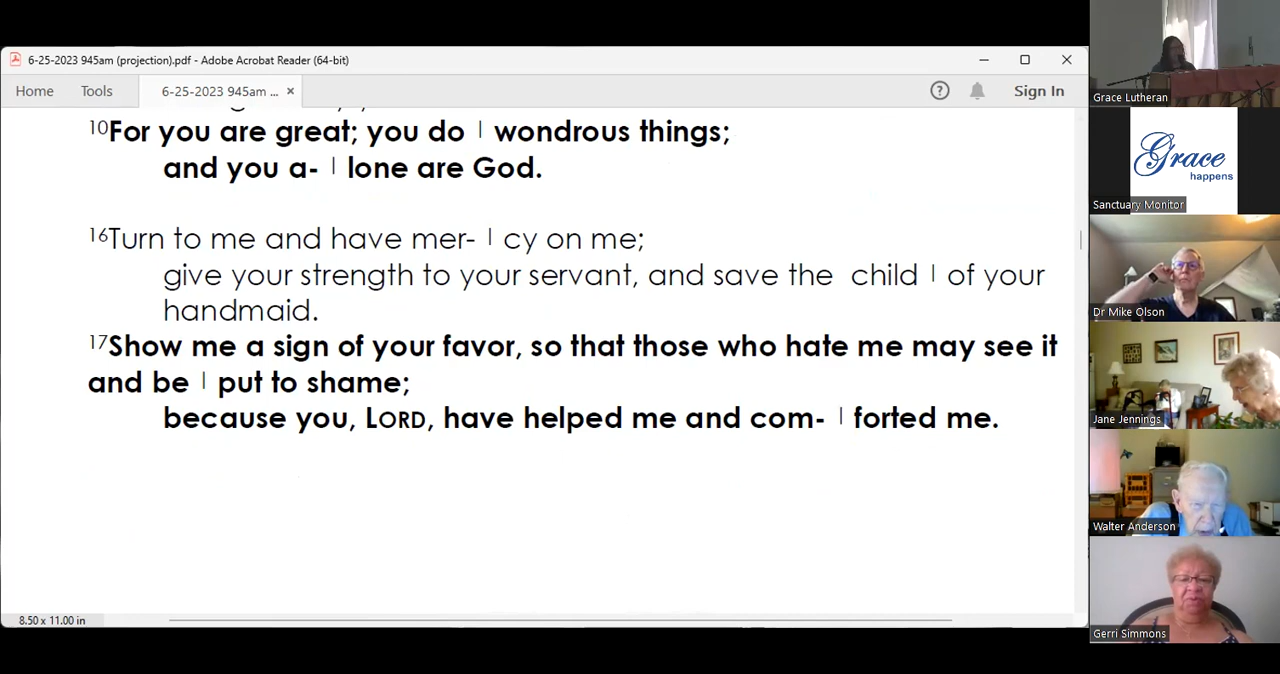 6-25-2023 945am (projection).pdf - Adobe Acrobat Reader (64-bit)
Home Tools 6-25-2023 945am ... × Sign In
10For you are great; you do | wondrous things;
and you a- | lone are God.
16Turn to me and have mer- | cy on me;
give your strength to your servant, and save the child | of your
handmaid.
17Show me a sign of your favor, so that those who hate me may see it
and be | put to shame;
because you, LORD, have helped me and com- | forted me.
8.50 x 11.00 in
Grace Lutheran
Grace
happens
Sanctuary Monitor
Dr Mike Olson
Jane Jennings
Walter Anderson
Gerri Simmons